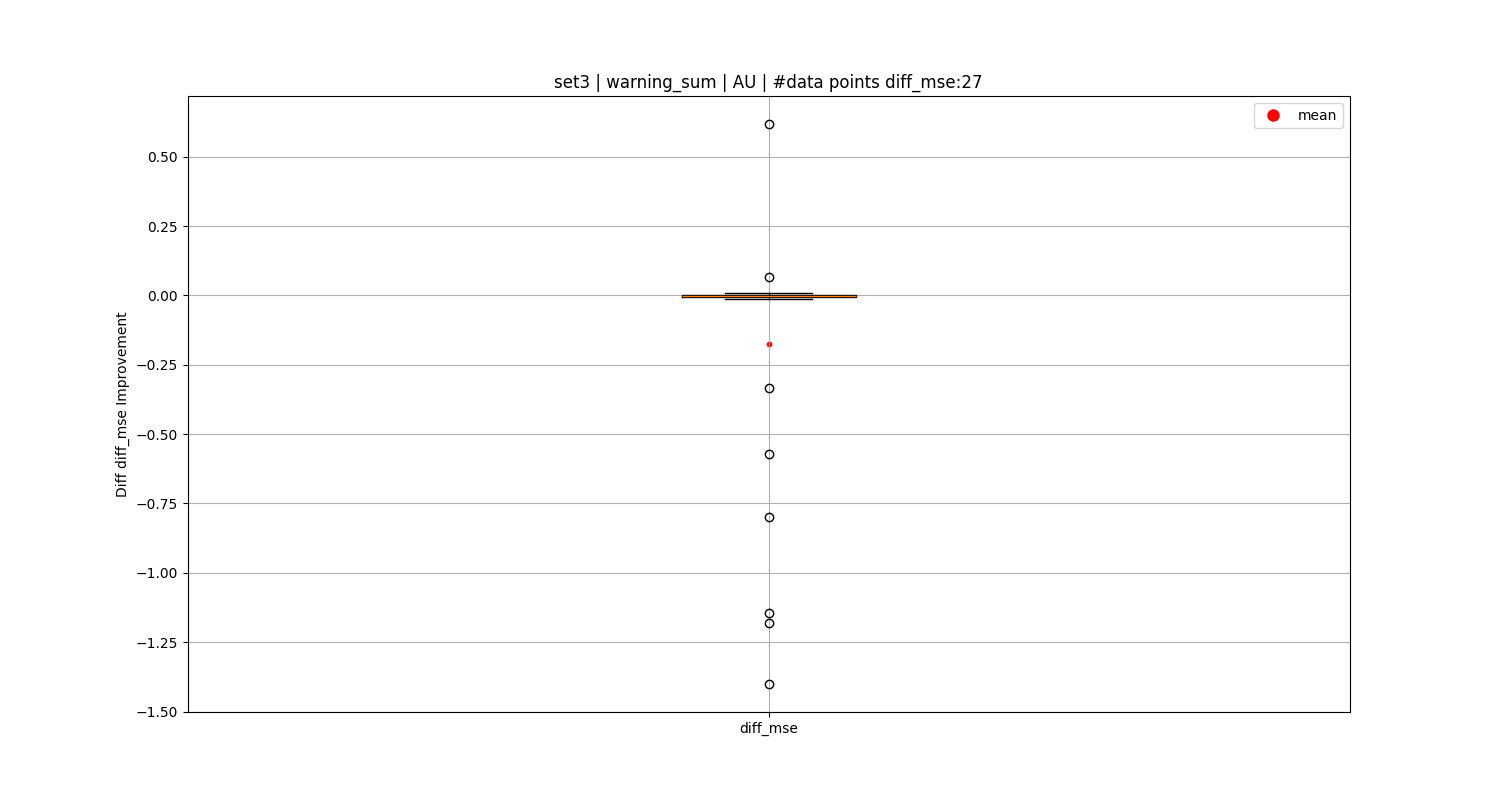 set3 | warning_sum | AU | #data points diff_mse:27
mean
0.50
0.25
0.00
−0.25
−0.50
−0.75
−1.00
−1.25
−1.50
Diff diff_mse Improvement
diff_mse